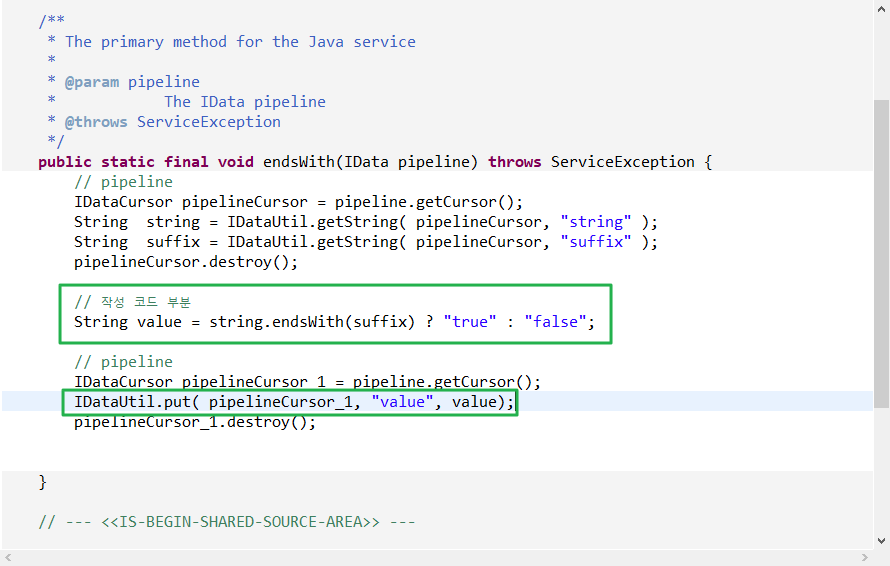 /**
 * The primary method for the Java service
 *
 * @param pipeline
 *            The IData pipeline
 * @throws ServiceException
 */
public static final void endsWith(IData pipeline) throws ServiceException {
    // pipeline
    IDataCursor pipelineCursor = pipeline.getCursor();
    String  string = IDataUtil.getString( pipelineCursor, "string" );
    String  suffix = IDataUtil.getString( pipelineCursor, "suffix" );
    pipelineCursor.destroy();
    // 작성 코드 부분
    String value = string.endsWith(suffix) ? "true" : "false";
    // pipeline
    IDataCursor pipelineCursor_1 = pipeline.getCursor();
    IDataUtil.put( pipelineCursor_1, "value", value);
    pipelineCursor_1.destroy();
}
// --- <<IS-BEGIN-SHARED-SOURCE-AREA>> ---